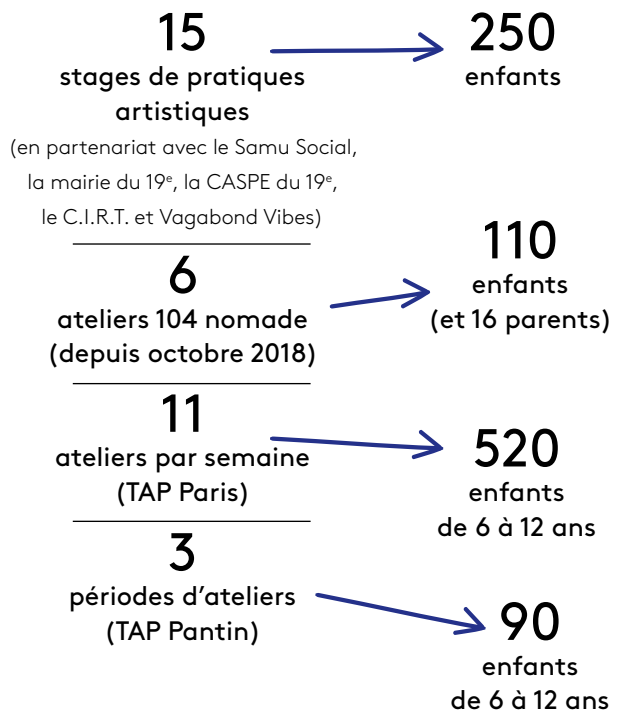 15
stages de pratiques
artistiques
(en partenariat avec le Samu Social,
la mairie du 19e, la CASPE du 19e,
le C.I.R.T. et Vagabond Vibes)
250
enfants
6
ateliers 104 nomade
(depuis octobre 2018)
110
enfants
(et 16 parents)
11
ateliers par semaine
(TAP Paris)
520
enfants
de 6 à 12 ans
3
périodes d'ateliers
(TAP Pantin)
90
enfants
de 6 à 12 ans